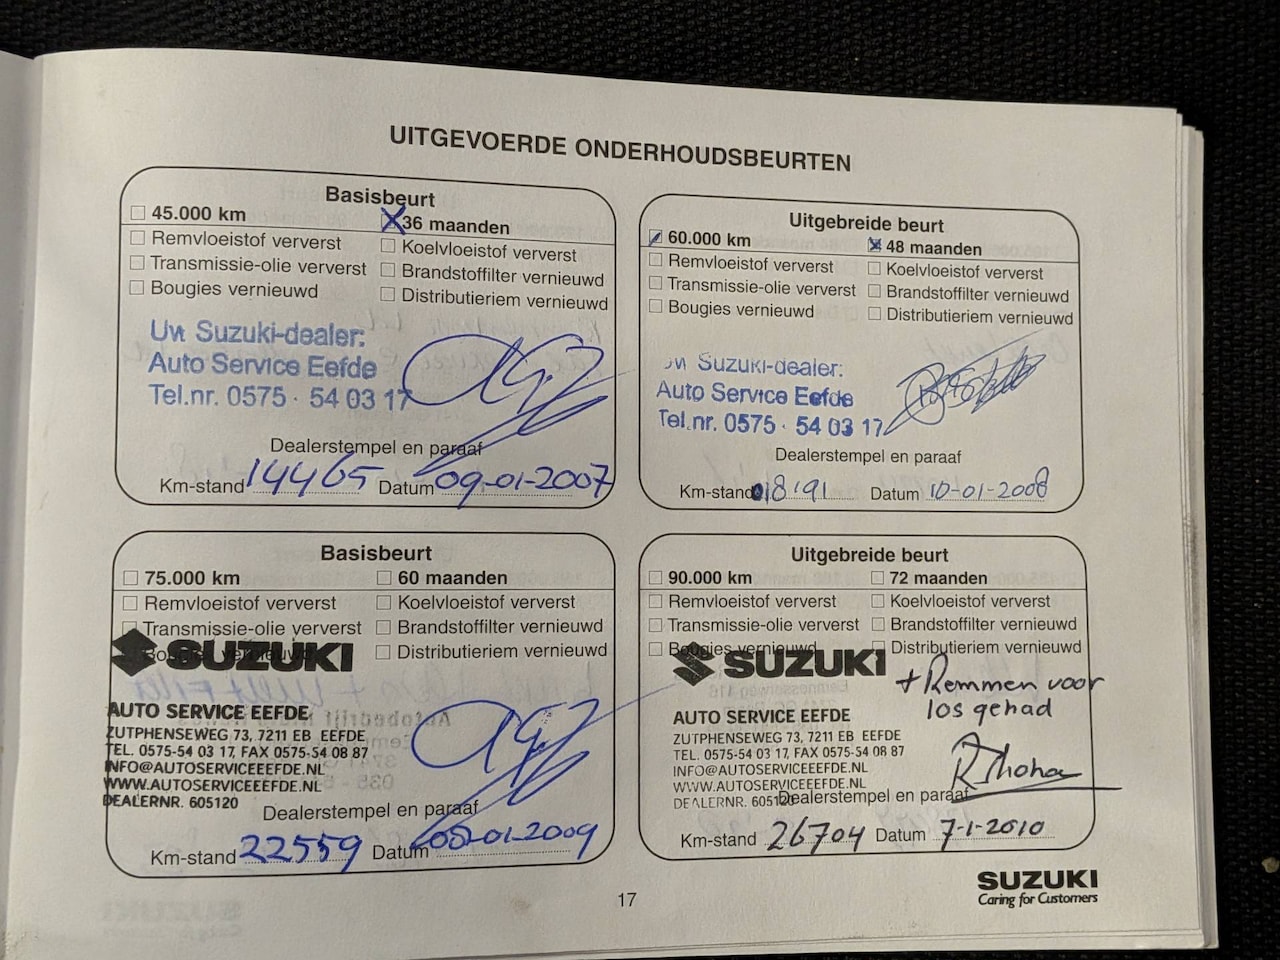 UITGEVOERDE ONDERHOUDSBEURTEN
Basisbeurt
45.000 km 36 maanden
Remvloeistof ververst Koelvloeistof ververst
Transmissie-olie ververst Brandstoffilter vernieuwd
Bougies vernieuwd Distributieriem vernieuwd
Uw Suzuki-dealer:
Auto Service Eefde
Tel.nr. 0575 - 54 03 17
Dealerstempel en paraaf
Km-stand 14465 Datum 09-01-2007
Uitgebreide beurt
60.000 km 48 maanden
Remvloeistof ververst Koelvloeistof ververst
Transmissie-olie ververst Brandstoffilter vernieuwd
Bougies vernieuwd Distributieriem vernieuwd
Uw Suzuki-dealer:
Auto Service Eefde
Tel.nr. 0575 - 54 03 17
Dealerstempel en paraaf
Km-stand 18191 Datum 10-01-2008
Basisbeurt
75.000 km 60 maanden
Remvloeistof ververst Koelvloeistof ververst
Transmissie-olie ververst Brandstoffilter vernieuwd
Bougies vernieuwd Distributieriem vernieuwd
SUZUKI
AUTO SERVICE EEFDE
ZUTPHENSEWEG 73, 7211 EB EEFDE
TEL. 0575-54 03 17, FAX 0575-54 08 87
INFO@AUTOSERVICEEEFDE.NL
WWW.AUTOSERVICEEEFDE.NL
DEALERNR. 605120
Dealerstempel en paraaf
Km-stand 22559 Datum 08-01-2009
Uitgebreide beurt
90.000 km 72 maanden
Remvloeistof ververst Koelvloeistof ververst
Transmissie-olie ververst Brandstoffilter vernieuwd
Bougies vernieuwd Distributieriem vernieuwd
SUZUKI
+ Remmen voor
los gehad
AUTO SERVICE EEFDE
ZUTPHENSEWEG 73, 7211 EB EEFDE
TEL. 0575-54 03 17, FAX 0575-54 08 87
INFO@AUTOSERVICEEEFDE.NL
WWW.AUTOSERVICEEEFDE.NL
DEALERNR. 605120
Dealerstempel en paraaf
Km-stand 26704 Datum 7-1-2010
17
SUZUKI
Caring for Customers